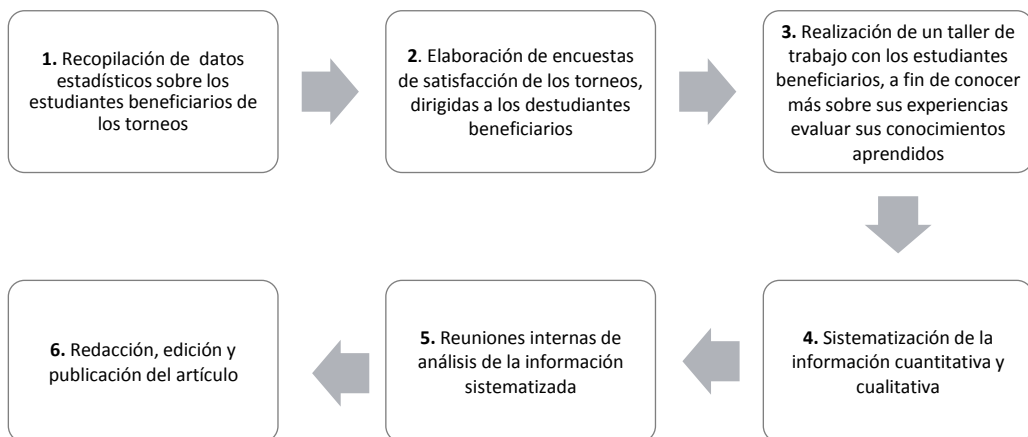 1. Recopilación de datos
estadísticos sobre los
estudiantes beneficiarios de
los torneos
2. Elaboración de encuestas
de satisfacción de los torneos,
dirigidas a los destudiantes
beneficiarios
3. Realización de un taller de
trabajo con los estudiantes
beneficiarios, a fin de conocer
más sobre sus experiencias
evaluar sus conocimientos
aprendidos
4. Sistematización de la
información cuantitativa y
cualitativa
5. Reuniones internas de
análisis de la información
sistematizada
6. Redacción, edición y
publicación del artículo